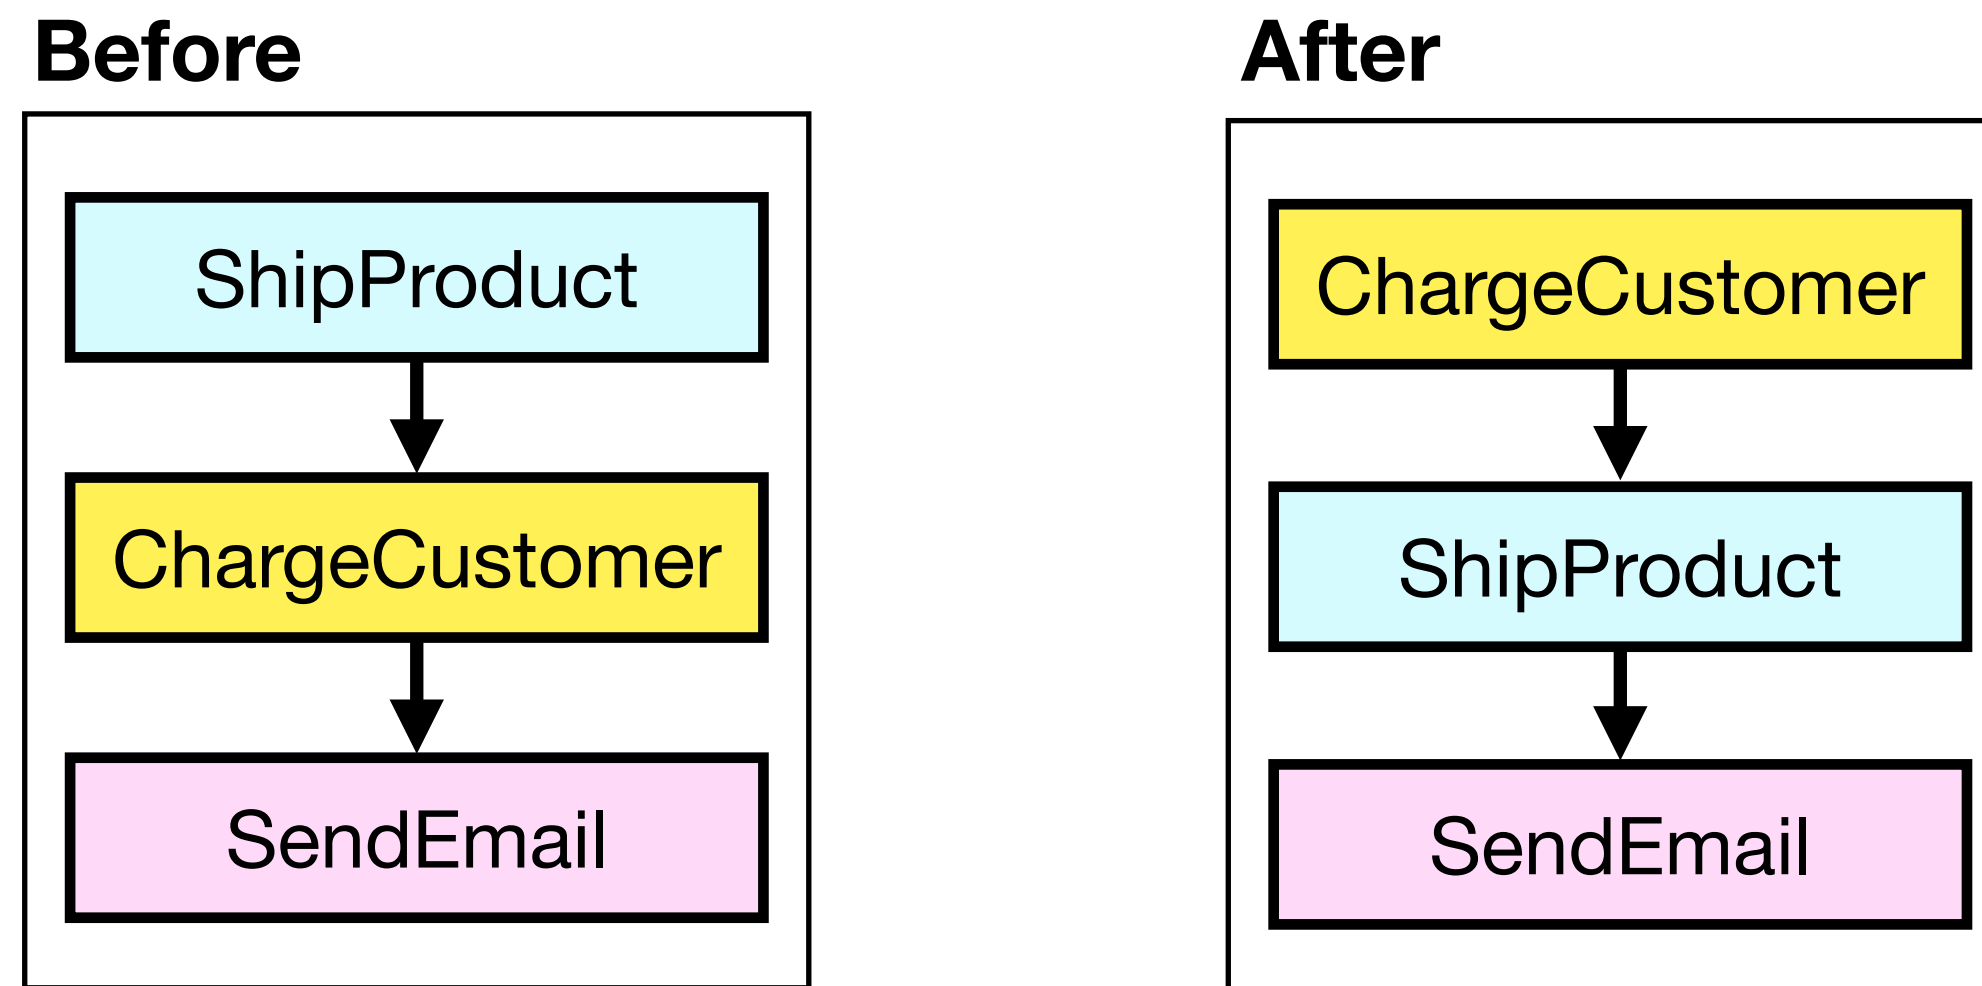 Before
ShipProduct
ChargeCustomer
SendEmail
After
ChargeCustomer
ShipProduct
SendEmail